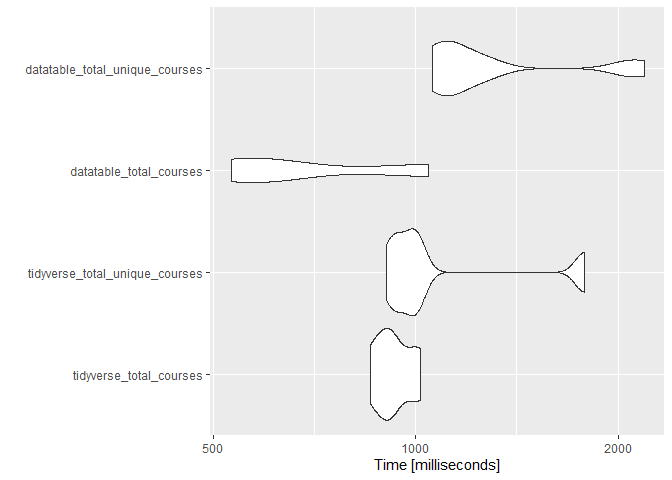 datatable_total_unique_courses
datatable_total_courses
tidyverse_total_unique_courses
tidyverse_total_courses
500 1000 2000
Time [milliseconds]